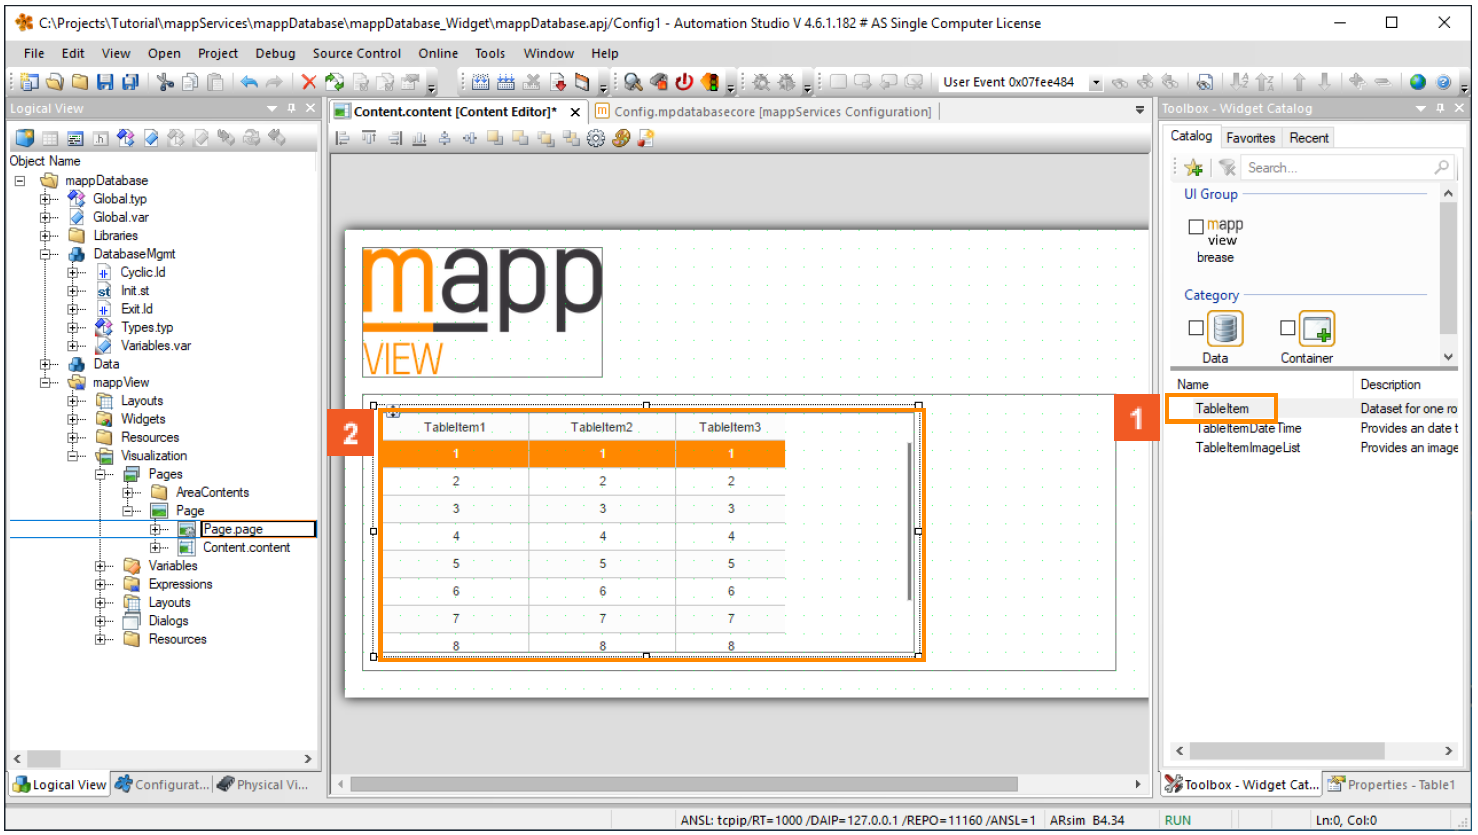 C:\Projects\Tutorial\mappServices\mappDatabase\mappDatabase_Widget\mappDatabase.apj/Config1 - Automation Studio V 4.6.1.182 # AS Single Computer License
File Edit View Open Project Debug Source Control Online Tools Window Help
User Event 0x07fee484
Logical View
Content.content [Content Editor]* Config.mpdatabasecore [mappServices Configuration]
Toolbox - Widget Catalog
Object Name
mappDatabase
Global.typ
Global.var
Libraries
DatabaseMgmt
Cyclic.ld
st Init.st
Exit.ld
Types.typ
Variables.var
Data
mappView
Layouts
Widgets
Resources
Visualization
Pages
AreaContents
Page
Page.page
Content.content
Variables
Expressions
Layouts
Dialogs
Resources
Logical View Configurat... Physical Vi...
mapp
VIEW
2
TableItem1 TableItem2 TableItem3
1 1 1
2 2 2
3 3 3
4 4 4
5 5 5
6 6 6
7 7 7
8 8 8
1
Catalog Favorites Recent
Search...
UI Group
mapp
view
brease
Category
Data Container
Name Description
TableItem Dataset for one ro
TableItemDateTime Provides an date t
TableItemImageList Provides an image
Toolbox - Widget Cat... Properties - Table1
ANSL: tcpip/RT=1000 /DAIP=127.0.0.1 /REPO=11160 /ANSL=1 ARsim B4.34 RUN Ln:0, Col:0